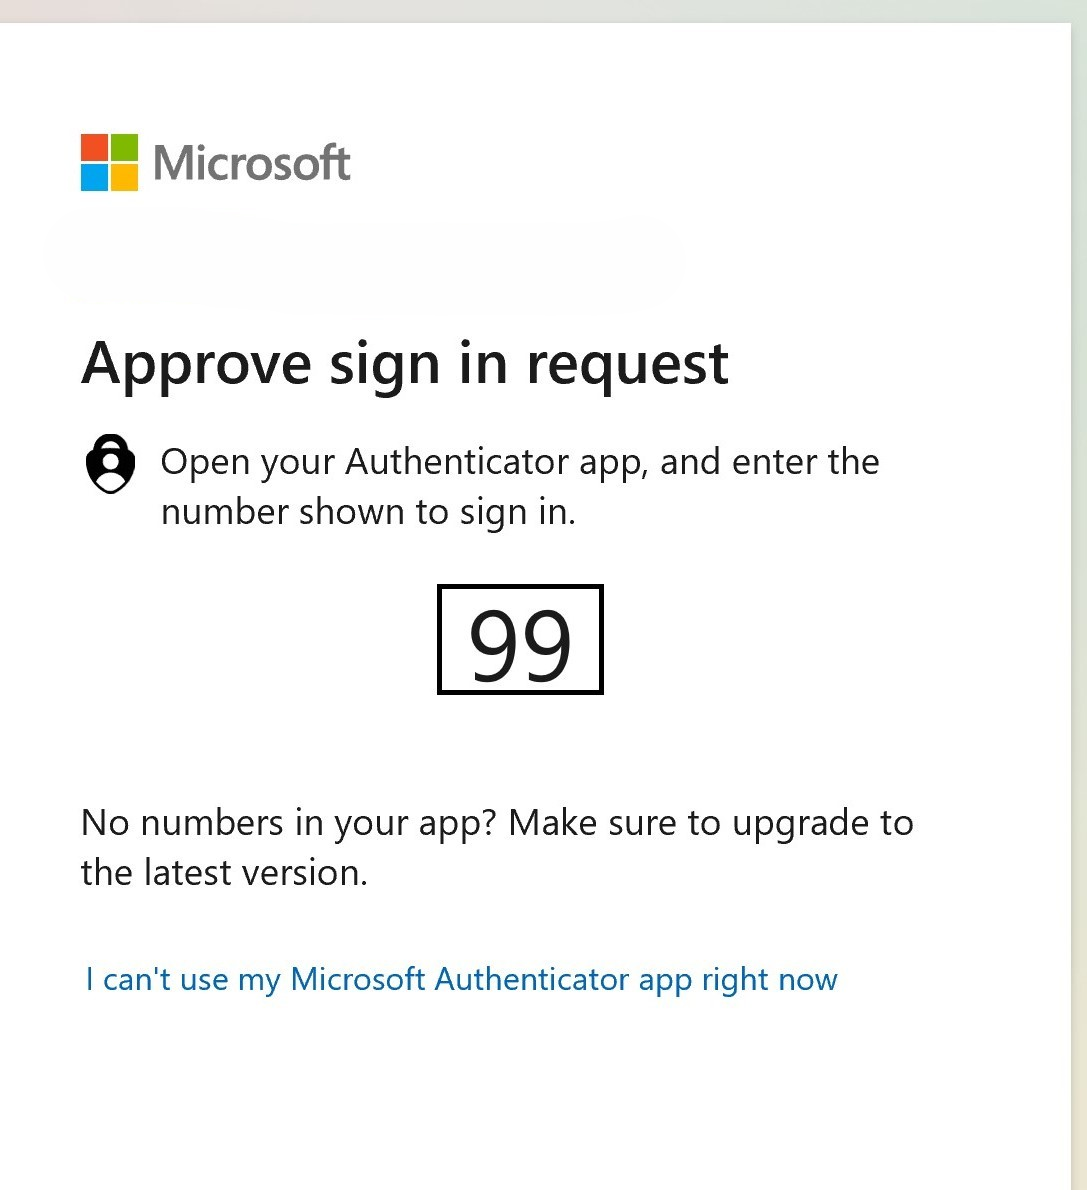 Microsoft
Approve sign in request
Open your Authenticator app, and enter the
number shown to sign in.
99
No numbers in your app? Make sure to upgrade to
the latest version.
I can't use my Microsoft Authenticator app right now